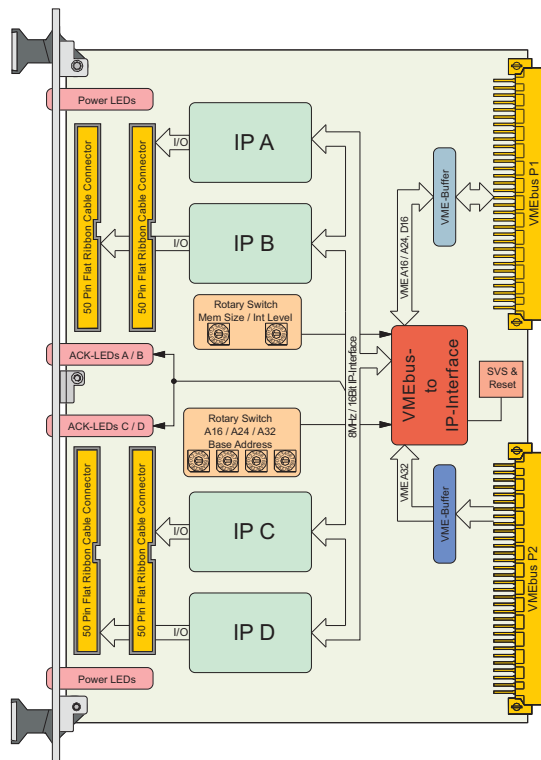 Power LEDs
50 Pin Flat Ribbon Cable Connector
50 Pin Flat Ribbon Cable Connector
I/O
IP A
I/O
IP B
VME-Buffer
VMEbus P1
VME A16 / A24, D16
Rotary Switch
Mem Size / Int Level
ACK-LEDs A / B
8MHz / 16Bit IP-Interface
VMEbus-
to
IP-Interface
SVS &
Reset
ACK-LEDs C / D
Rotary Switch
A16 / A24 / A32
Base Address
50 Pin Flat Ribbon Cable Connector
50 Pin Flat Ribbon Cable Connector
I/O
IP C
I/O
IP D
VME A32
VME-Buffer
VMEbus P2
Power LEDs